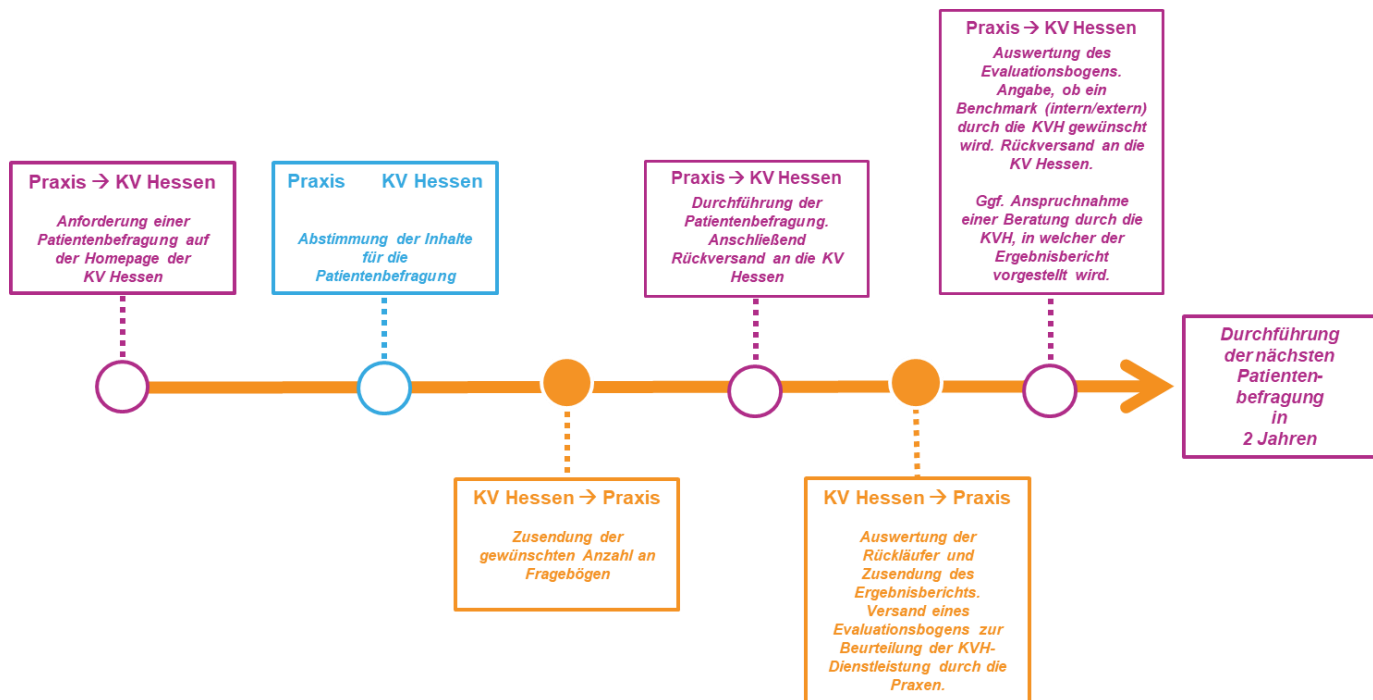 Praxis → KV Hessen
Anforderung einer
Patientenbefragung auf
der Homepage der
KV Hessen
Praxis KV Hessen
Abstimmung der Inhalte
für die
Patientenbefragung
KV Hessen → Praxis
Zusendung der
gewünschten Anzahl an
Fragebögen
Praxis → KV Hessen
Durchführung der
Patientenbefragung.
Anschließend
Rückversand an die KV
Hessen
KV Hessen → Praxis
Auswertung der
Rückläufer und
Zusendung des
Ergebnisberichts.
Versand eines
Evaluationsbogens zur
Beurteilung der KVH-
Dienstleistung durch die
Praxen.
Praxis → KV Hessen
Auswertung des
Evaluationsbogens.
Angabe, ob ein
Benchmark (intern/extern)
durch die KVH gewünscht
wird. Rückversand an die
KV Hessen.
Ggf. Anspruchnahme
einer Beratung durch die
KVH, in welcher der
Ergebnisbericht
vorgestellt wird.
Durchführung
der nächsten
Patienten-
befragung
in
2 Jahren